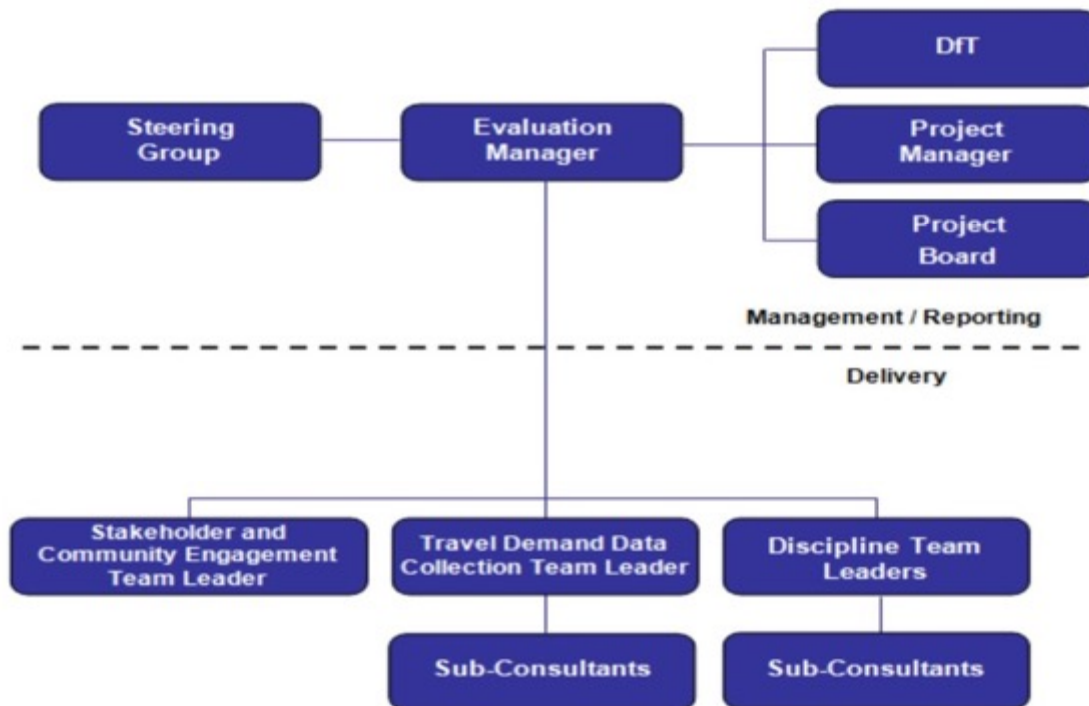 DfT
Steering
Group
Evaluation
Manager
Project
Manager
Project
Board
Management / Reporting
Delivery
Stakeholder and
Community Engagement
Team Leader
Travel Demand Data
Collection Team Leader
Discipline Team
Leaders
Sub-Consultants
Sub-Consultants